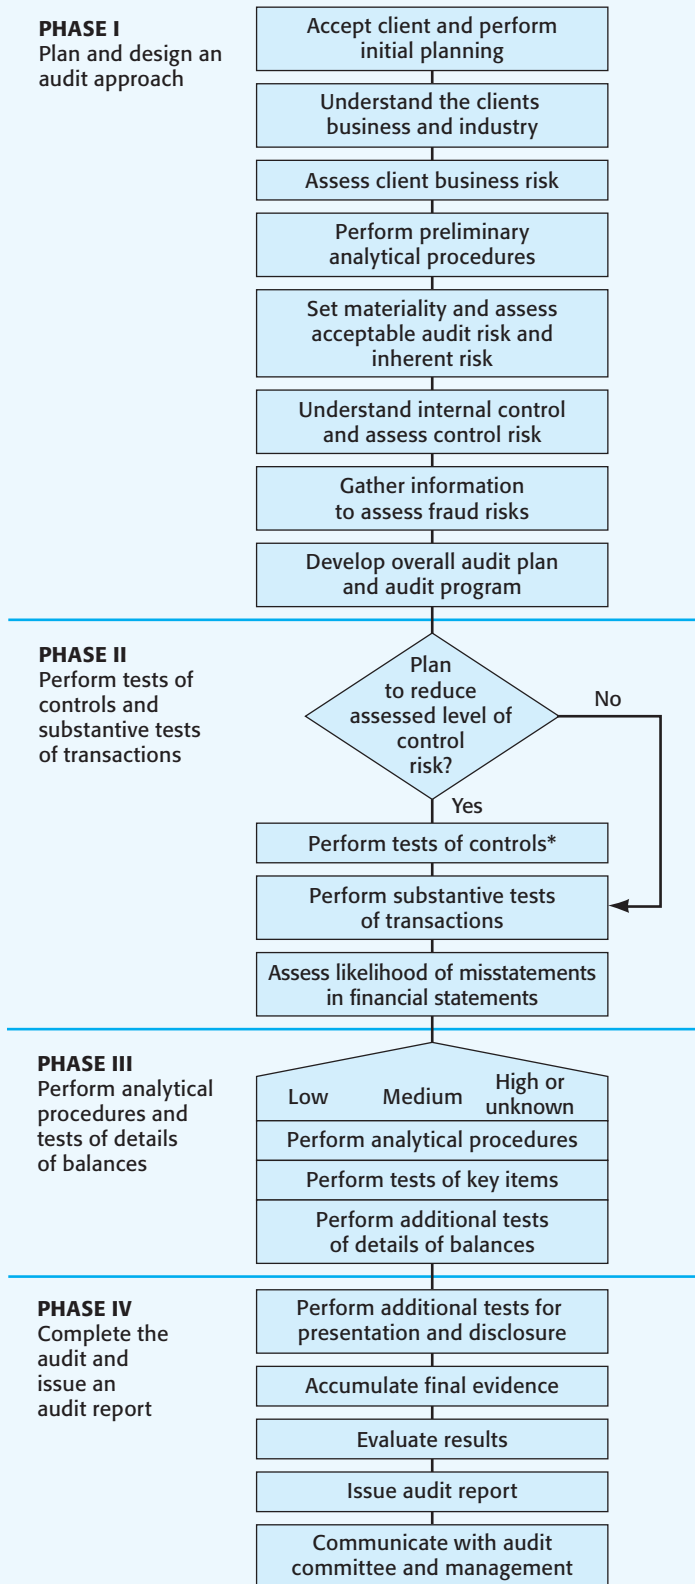 PHASE I
Plan and design an
audit approach
Accept client and perform
initial planning
Understand the clients
business and industry
Assess client business risk
Perform preliminary
analytical procedures
Set materiality and assess
acceptable audit risk and
inherent risk
Understand internal control
and assess control risk
Gather information
to assess fraud risks
Develop overall audit plan
and audit program
PHASE II
Perform tests of
controls and
substantive tests
of transactions
Plan
to reduce
assessed level of
control
risk?
No
Yes
Perform tests of controls*
Perform substantive tests
of transactions
Assess likelihood of misstatements
in financial statements
PHASE III
Perform analytical
procedures and
tests of details
of balances
Low
Medium
High or
unknown
Perform analytical procedures
Perform tests of key items
Perform additional tests
of details of balances
PHASE IV
Complete the
audit and
issue an
audit report
Perform additional tests for
presentation and disclosure
Accumulate final evidence
Evaluate results
Issue audit report
Communicate with audit
committee and management